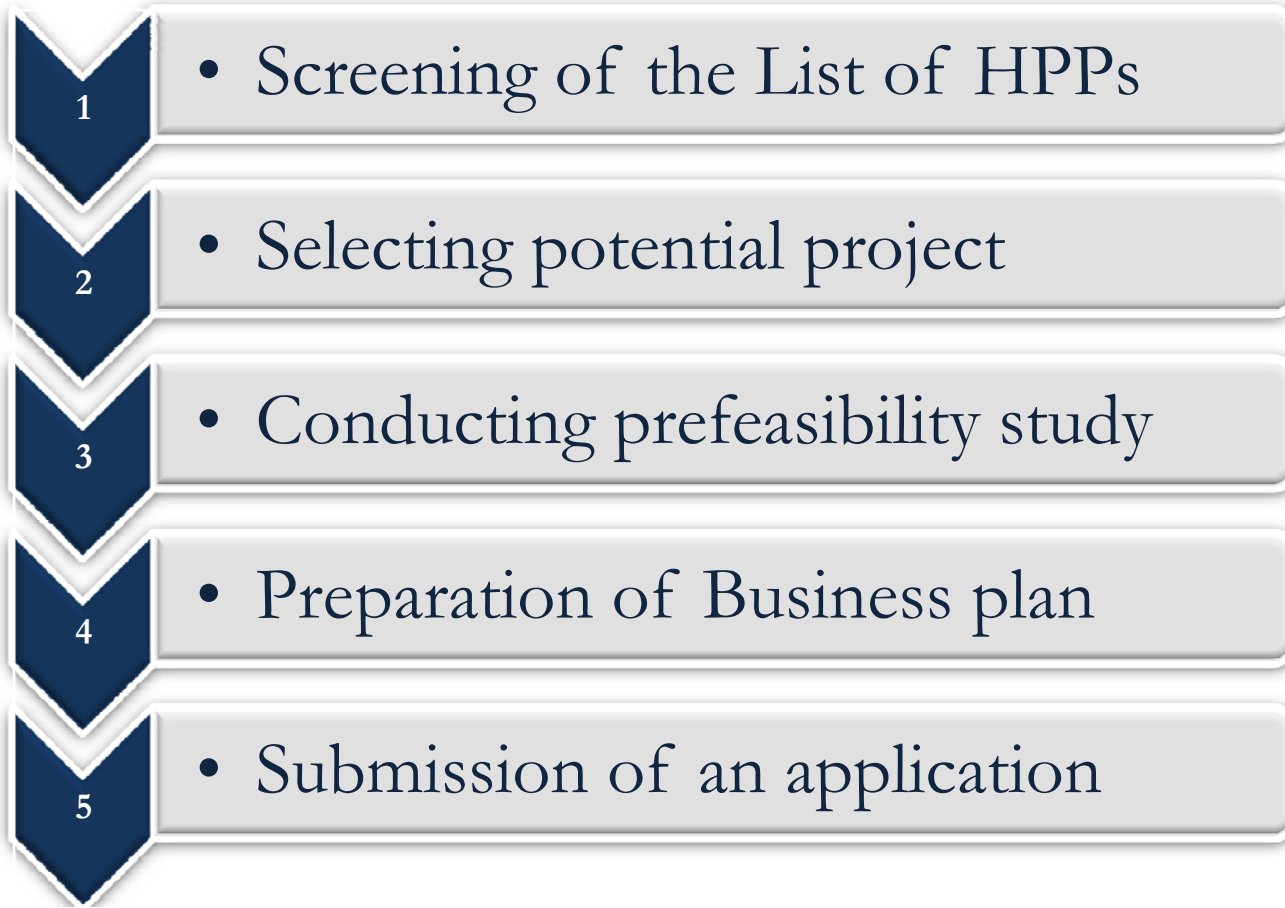 1
• Screening of the List of HPPs
2
• Selecting potential project
3
• Conducting prefeasibility study
4
• Preparation of Business plan
5
• Submission of an application